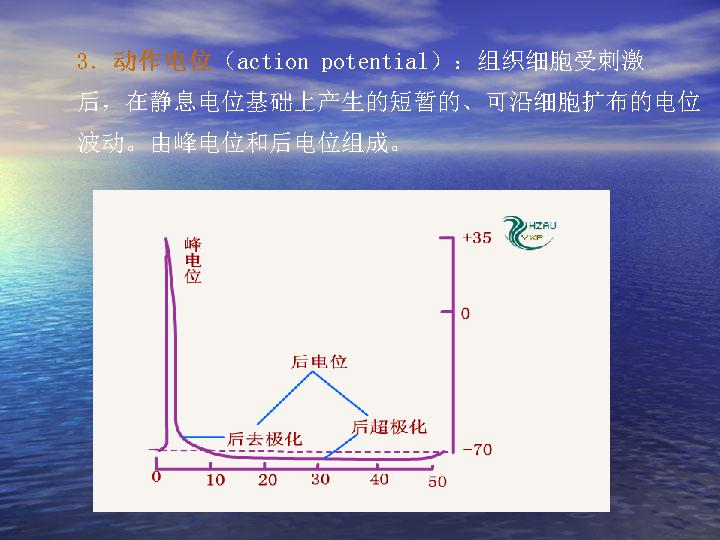 3．动作电位（action potential）：组织细胞受刺激
后，在静息电位基础上产生的短暂的、可沿细胞扩布的电位
波动。由峰电位和后电位组成。
峰电位
+35
HZAU
YXP
0
后电位
后去极化
后超极化
-70
0 10 20 30 40 50